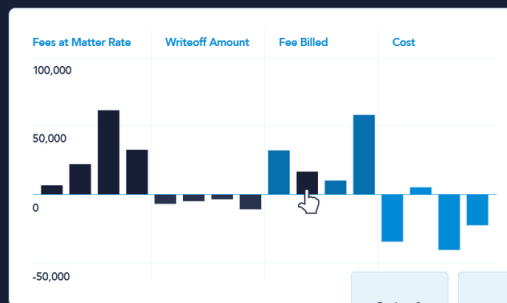 Fees at Matter Rate Writeoff Amount Fee Billed Cost
100,000
50,000
0
-50,000